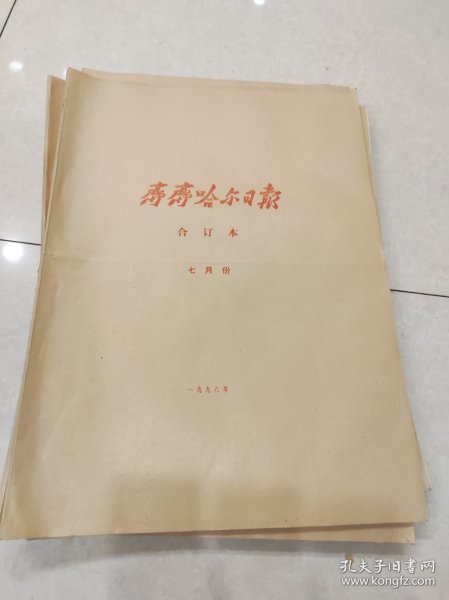 齐齐哈尔日报
合订本
七月份
一九九六年
孔夫子旧书网
www.kongfz.com